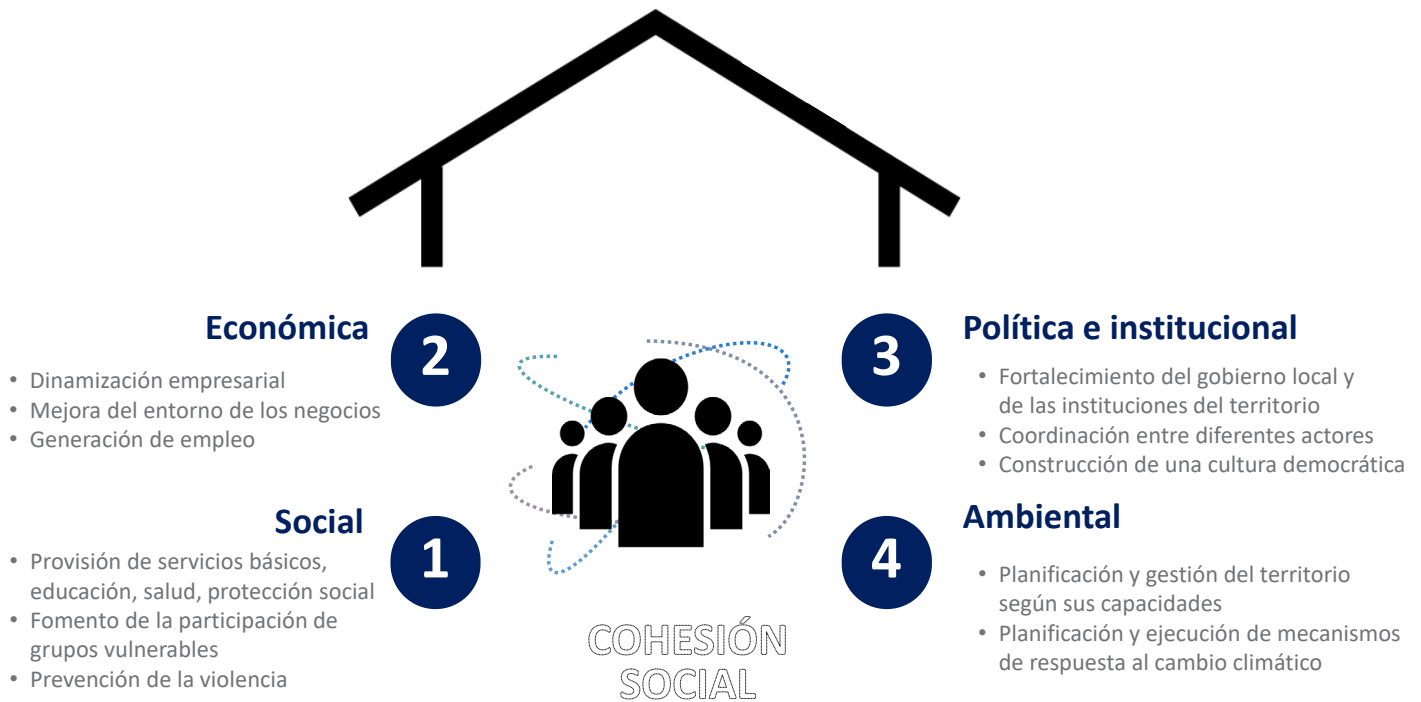 Económica
2
• Dinamización empresarial
• Mejora del entorno de los negocios
• Generación de empleo
Social
1
• Provisión de servicios básicos,
educación, salud, protección social
• Fomento de la participación de
grupos vulnerables
• Prevención de la violencia
COHESIÓN
SOCIAL
3
Política e institucional
• Fortalecimiento del gobierno local y
de las instituciones del territorio
• Coordinación entre diferentes actores
• Construcción de una cultura democrática
4
Ambiental
• Planificación y gestión del territorio
según sus capacidades
• Planificación y ejecución de mecanismos
de respuesta al cambio climático